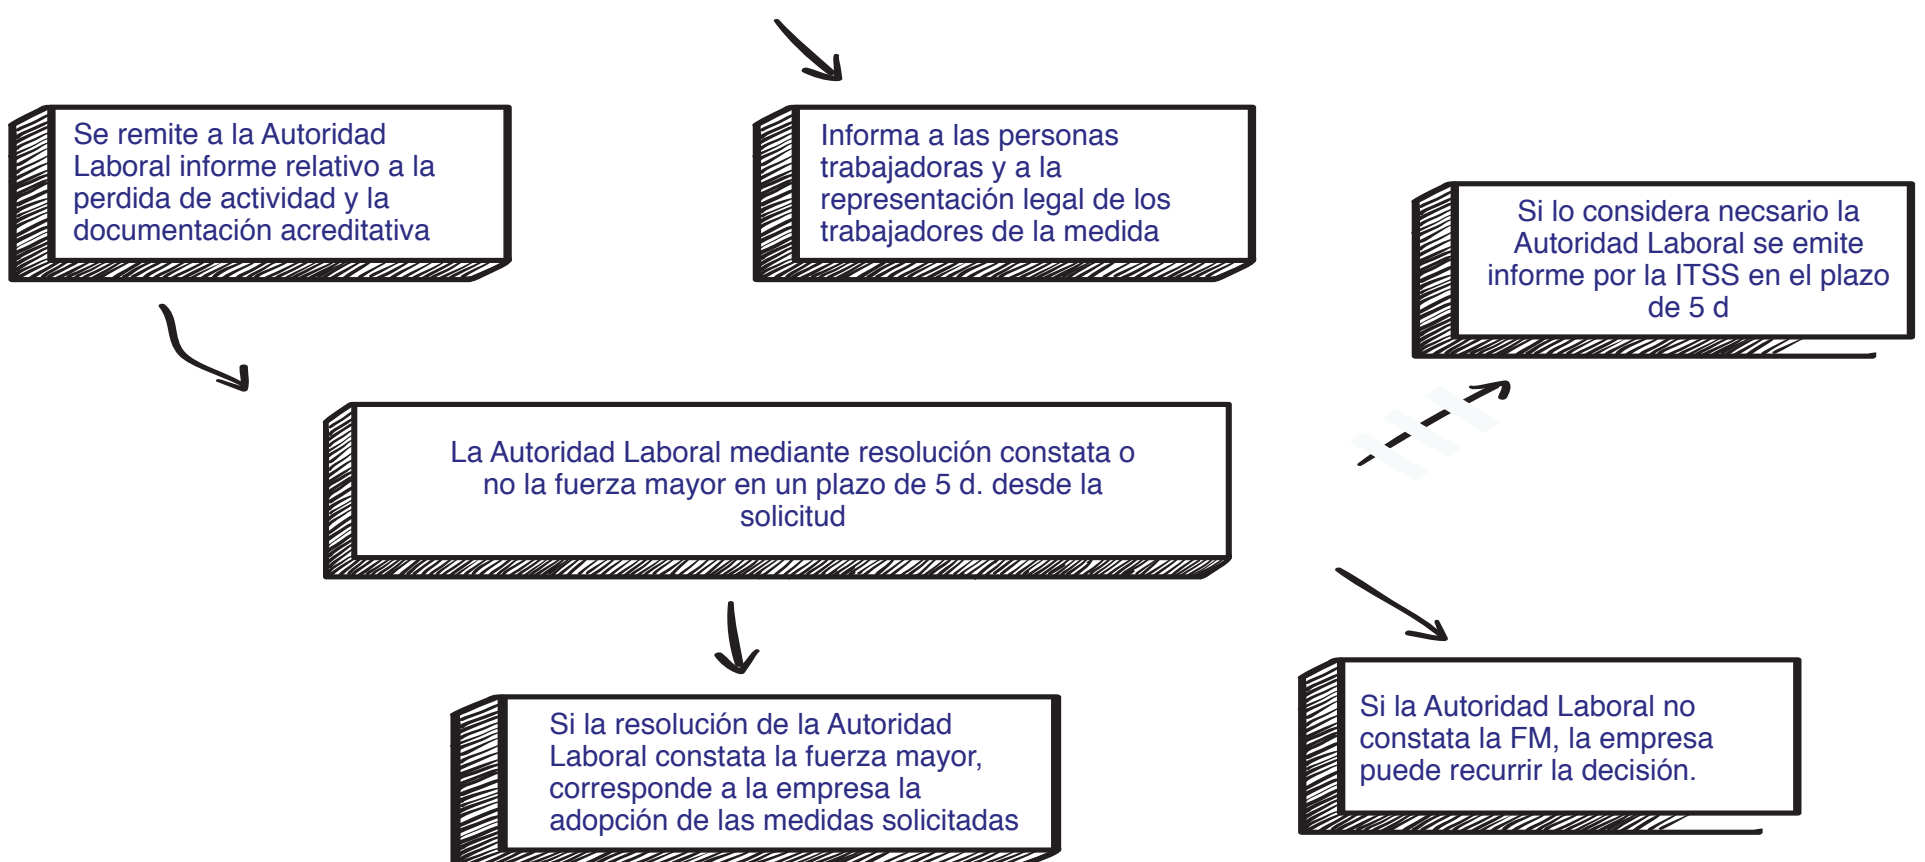 Se remite a la Autoridad
Laboral informe relativo a la
perdida de actividad y la
documentación acreditativa
Informa a las personas
trabajadoras y a la
representación legal de los
trabajadores de la medida
Si lo considera necsario la
Autoridad Laboral se emite
informe por la ITSS en el plazo
de 5 d
La Autoridad Laboral mediante resolución constata o
no la fuerza mayor en un plazo de 5 d. desde la
solicitud
Si la resolución de la Autoridad
Laboral constata la fuerza mayor,
corresponde a la empresa la
adopción de las medidas solicitadas
Si la Autoridad Laboral no
constata la FM, la empresa
puede recurrir la decisión.